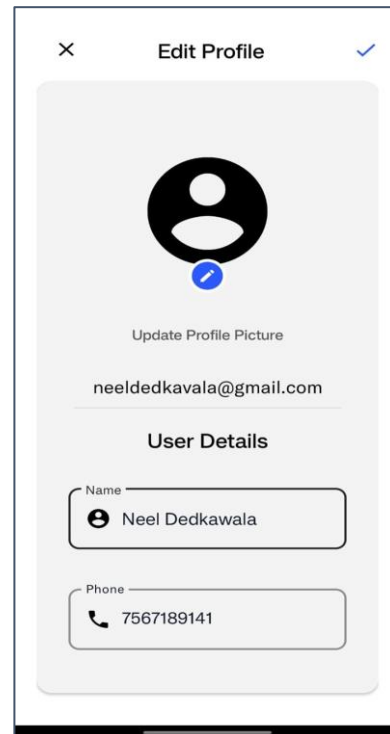 Edit Profile
Update Profile Picture
neeldedkavala@gmail.com
User Details
Name
Neel Dedkawala
Phone
7567189141